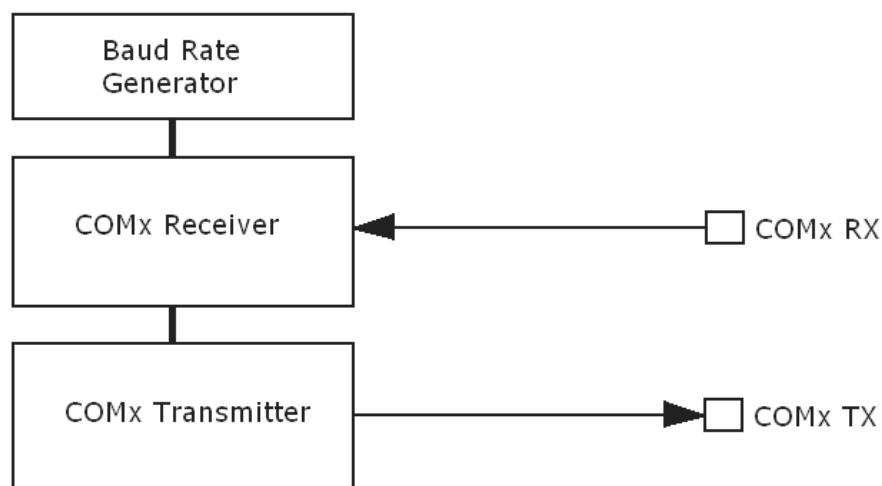 Baud Rate
Generator
COMx Receiver
COMx RX
COMx Transmitter
COMx TX